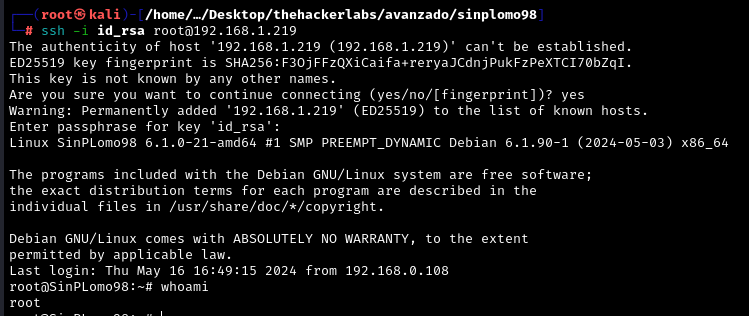 ┌──(root㉿kali)-[/home/…/Desktop/thehackerlabs/avanzado/sinplomo98]
└─# ssh -i id_rsa root@192.168.1.219
The authenticity of host '192.168.1.219 (192.168.1.219)' can't be established.
ED25519 key fingerprint is SHA256:F3OjFFzQXiCaifa+reryaJCdnjPukFzPeXTCI70bZqI.
This key is not known by any other names.
Are you sure you want to continue connecting (yes/no/[fingerprint])? yes
Warning: Permanently added '192.168.1.219' (ED25519) to the list of known hosts.
Enter passphrase for key 'id_rsa':
Linux SinPLomo98 6.1.0-21-amd64 #1 SMP PREEMPT_DYNAMIC Debian 6.1.90-1 (2024-05-03) x86_64
The programs included with the Debian GNU/Linux system are free software;
the exact distribution terms for each program are described in the
individual files in /usr/share/doc/*/copyright.
Debian GNU/Linux comes with ABSOLUTELY NO WARRANTY, to the extent
permitted by applicable law.
Last login: Thu May 16 16:49:15 2024 from 192.168.0.108
root@SinPLomo98:~# whoami
root
root@SinPLomo98:~#